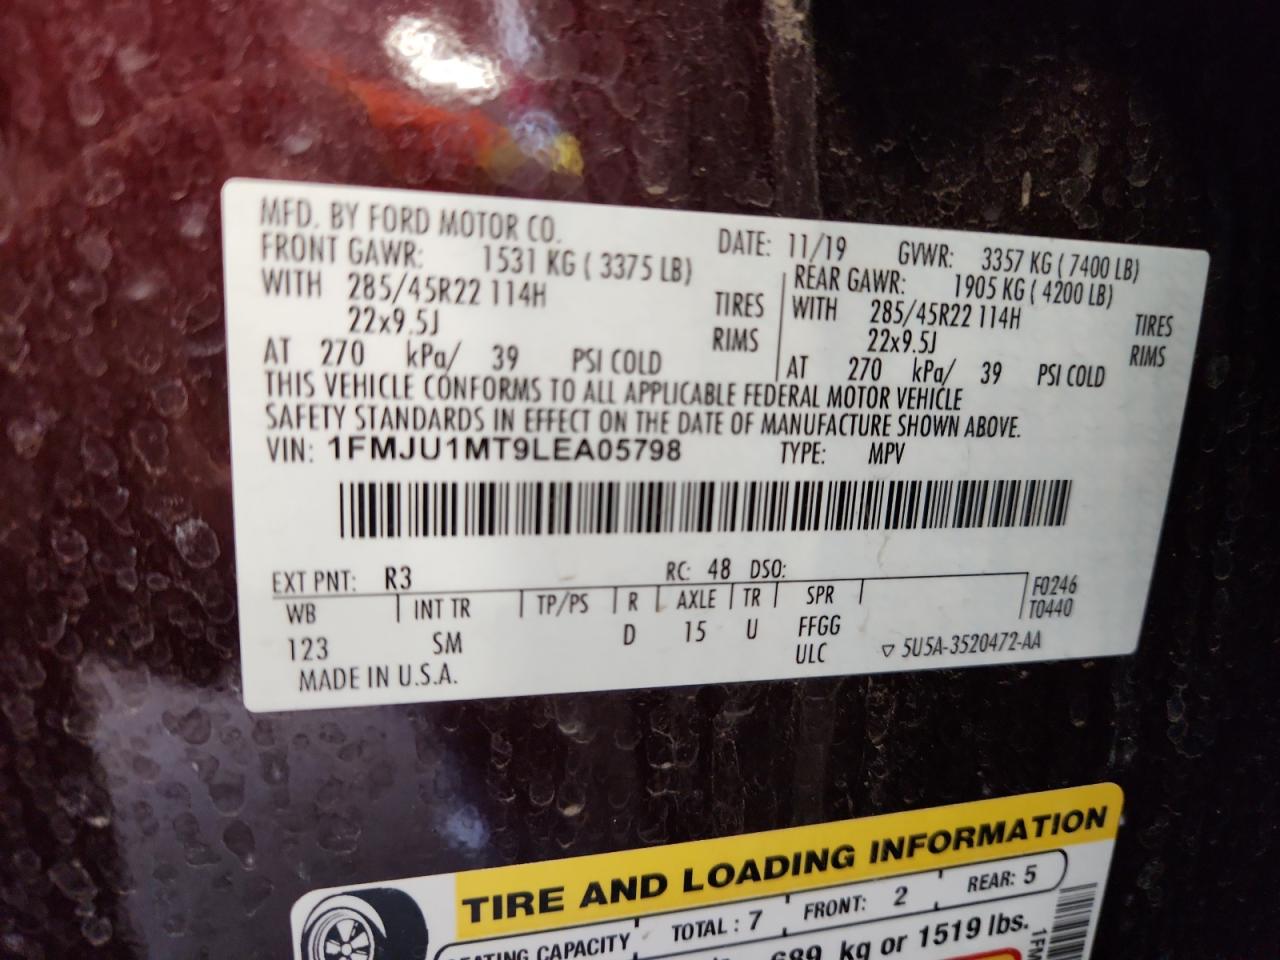 MFD. BY FORD MOTOR CO. DATE: 11/19 GVWR: 3357 KG ( 7400 LB)
FRONT GAWR: 1531 KG ( 3375 LB) REAR GAWR: 1905 KG ( 4200 LB)
WITH 285/45R22 114H TIRES WITH 285/45R22 114H TIRES
22x9.5J RIMS 22x9.5J RIMS
AT 270 kPa/ 39 PSI COLD AT 270 kPa/ 39 PSI COLD
THIS VEHICLE CONFORMS TO ALL APPLICABLE FEDERAL MOTOR VEHICLE
SAFETY STANDARDS IN EFFECT ON THE DATE OF MANUFACTURE SHOWN ABOVE.
VIN: 1FMJU1MT9LEA05798 TYPE: MPV
EXT PNT: R3 RC: 48 DSO:
WB INT TR TP/PS R AXLE TR SPR F0246
T0440
123 SM D 15 U FFGG
ULC ▽ 5U5A-3520472-AA
MADE IN U.S.A.
TIRE AND LOADING INFORMATION
CAPACITY TOTAL : 7 FRONT: 2 REAR: 5
689 kg or 1519 lbs.
1FM